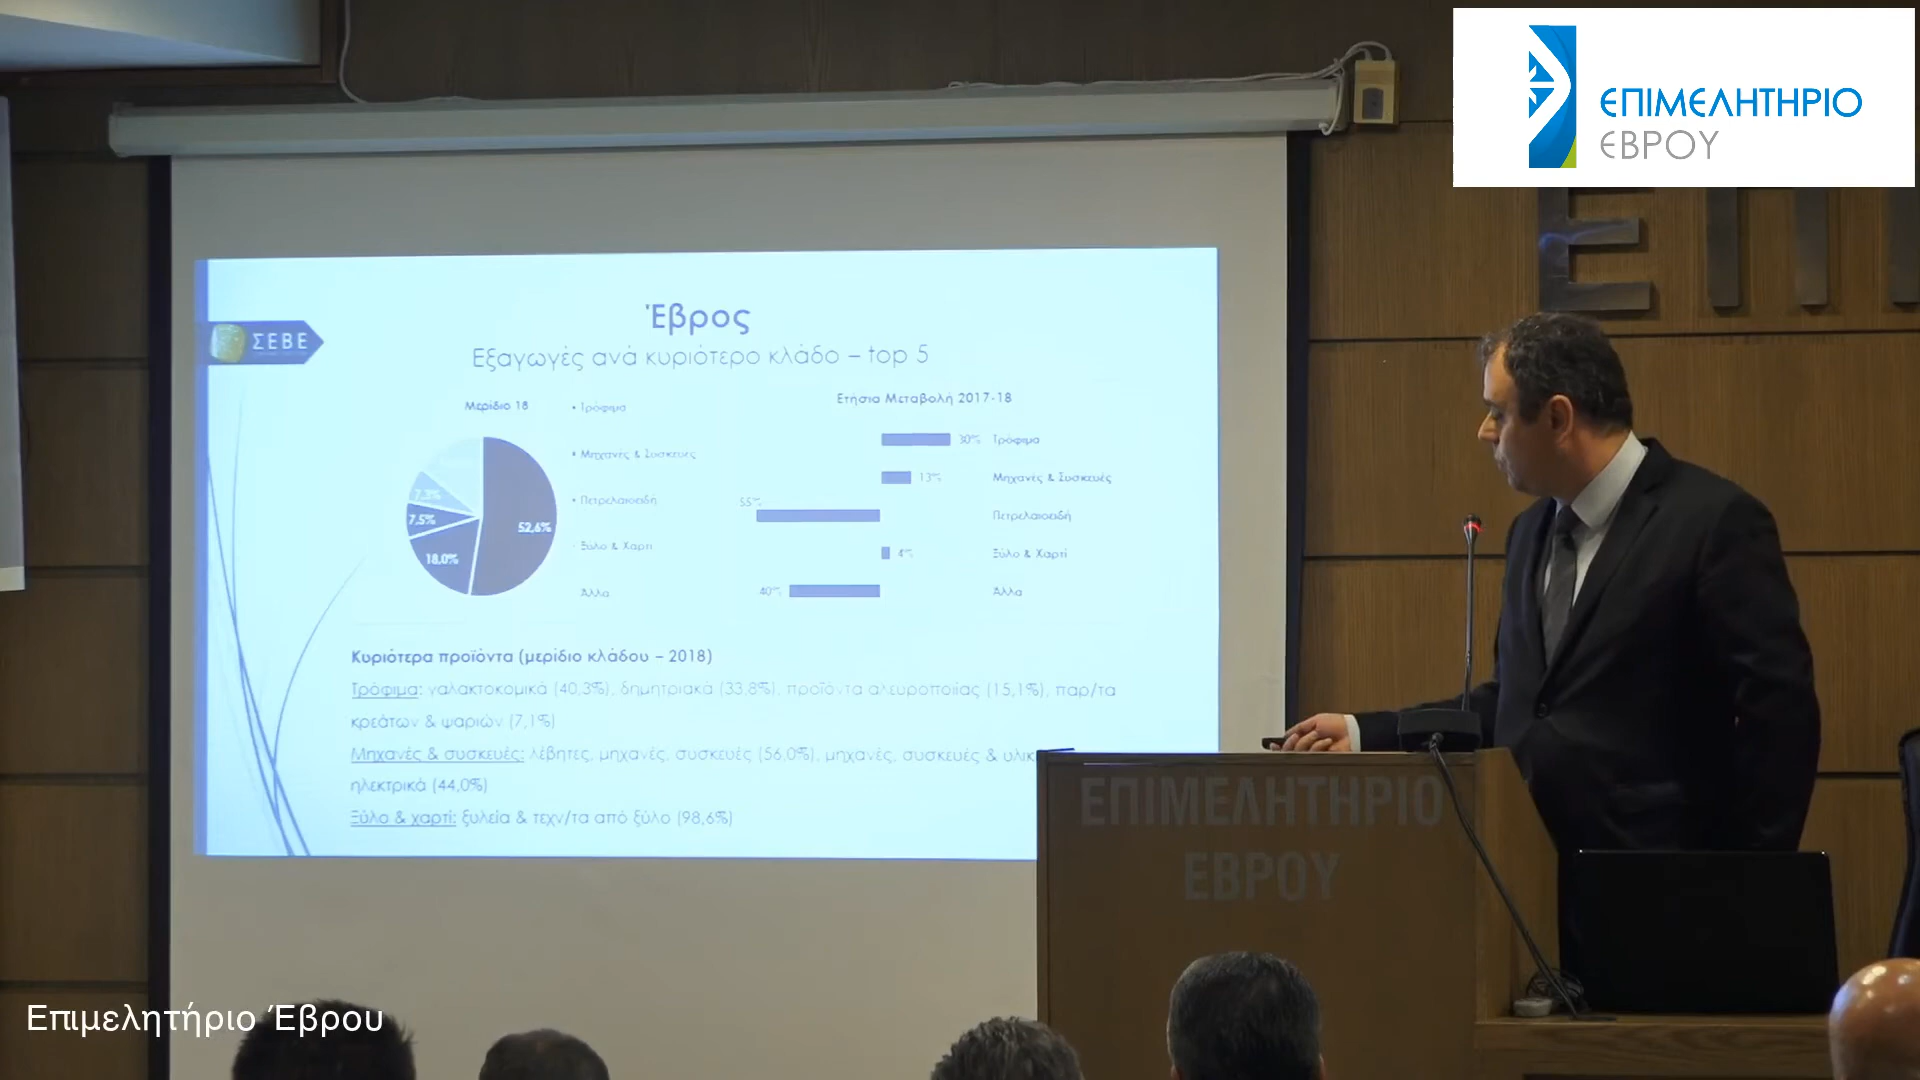 ΕΠΙΜΕΛΗΤΗΡΙΟ
ΕΒΡΟΥ
ΕΠ
ΣΕΒΕ
Έβρος
Εξαγωγές ανά κυριότερο κλάδο – top 5
Μερίδιο 18
Ετήσια Μεταβολή 2017-18
52,6%
18,0%
7,5%
7,3%
• Τρόφιμα
• Μηχανές & Συσκευές
• Πετρελαιοειδή
Ξύλο & Χαρτί
Άλλα
30% Τρόφιμα
13% Μηχανές & Συσκευές
55% Πετρελαιοειδή
4% Ξύλο & Χαρτί
40% Άλλα
Κυριότερα προϊόντα (μερίδιο κλάδου – 2018)
Τρόφιμα: γαλακτοκομικά (40,3%), δημητριακά (33,8%), προϊόντα αλευροποιίας (15,1%), παρ/τα
κρεάτων & ψαριών (7,1%)
Μηχανές & συσκευές: λέβητες, μηχανές, συσκευές (56,0%), μηχανές, συσκευές & υλικ
ηλεκτρικά (44,0%)
Ξύλο & χαρτί: ξυλεία & τεχν/τα από ξύλο (98,6%)
ΕΠΙΜΕΛΗΤΗΡΙΟ
ΕΒΡΟΥ
Επιμελητήριο Έβρου